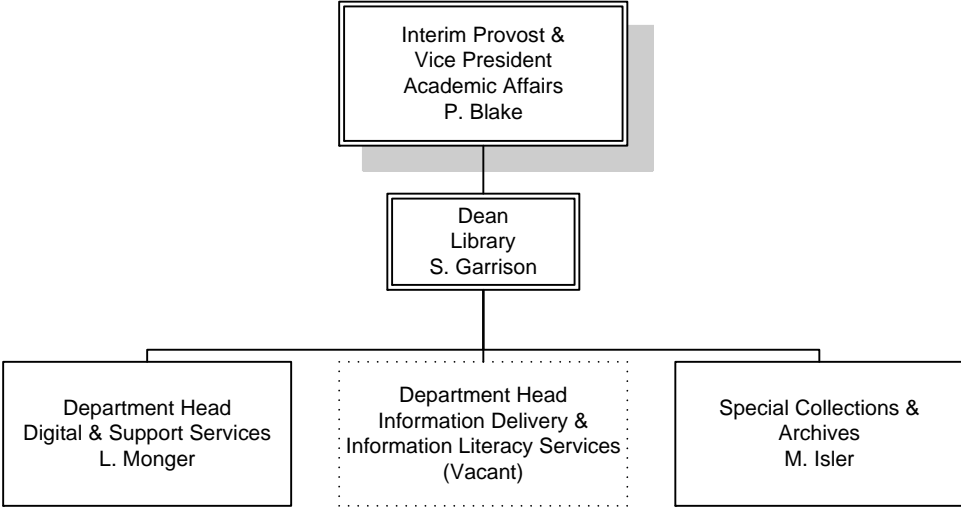 Interim Provost &
Vice President
Academic Affairs
P. Blake
Dean
Library
S. Garrison
Department Head
Digital & Support Services
L. Monger
Department Head
Information Delivery &
Information Literacy Services
(Vacant)
Special Collections &
Archives
M. Isler